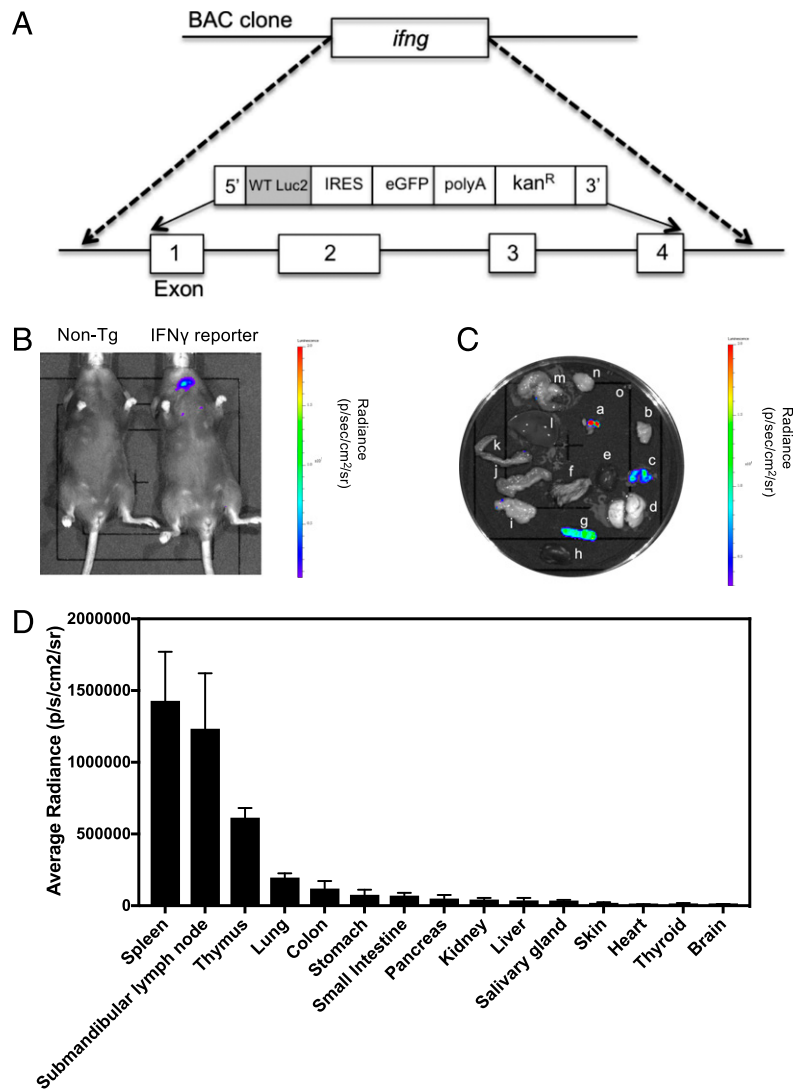 A
BAC clone
ifng
5’ WT Luc2 IRES eGFP polyA kanR 3’
1 2 3 4
Exon
B
Non-Tg IFNγ reporter
Radiance
(p/sec/cm2/sr)
C
m
n
o
a
b
l
k
c
e
j
f
d
i
g
h
Radiance
(p/sec/cm2/sr)
D
Average Radiance (p/s/cm2/sr)
2000000
1500000
1000000
500000
0
Spleen
Submandibular lymph node
Thymus
Lung
Colon
Stomach
Small Intestine
Pancreas
Kidney
Liver
Salivary gland
Skin
Heart
Thyroid
Brain